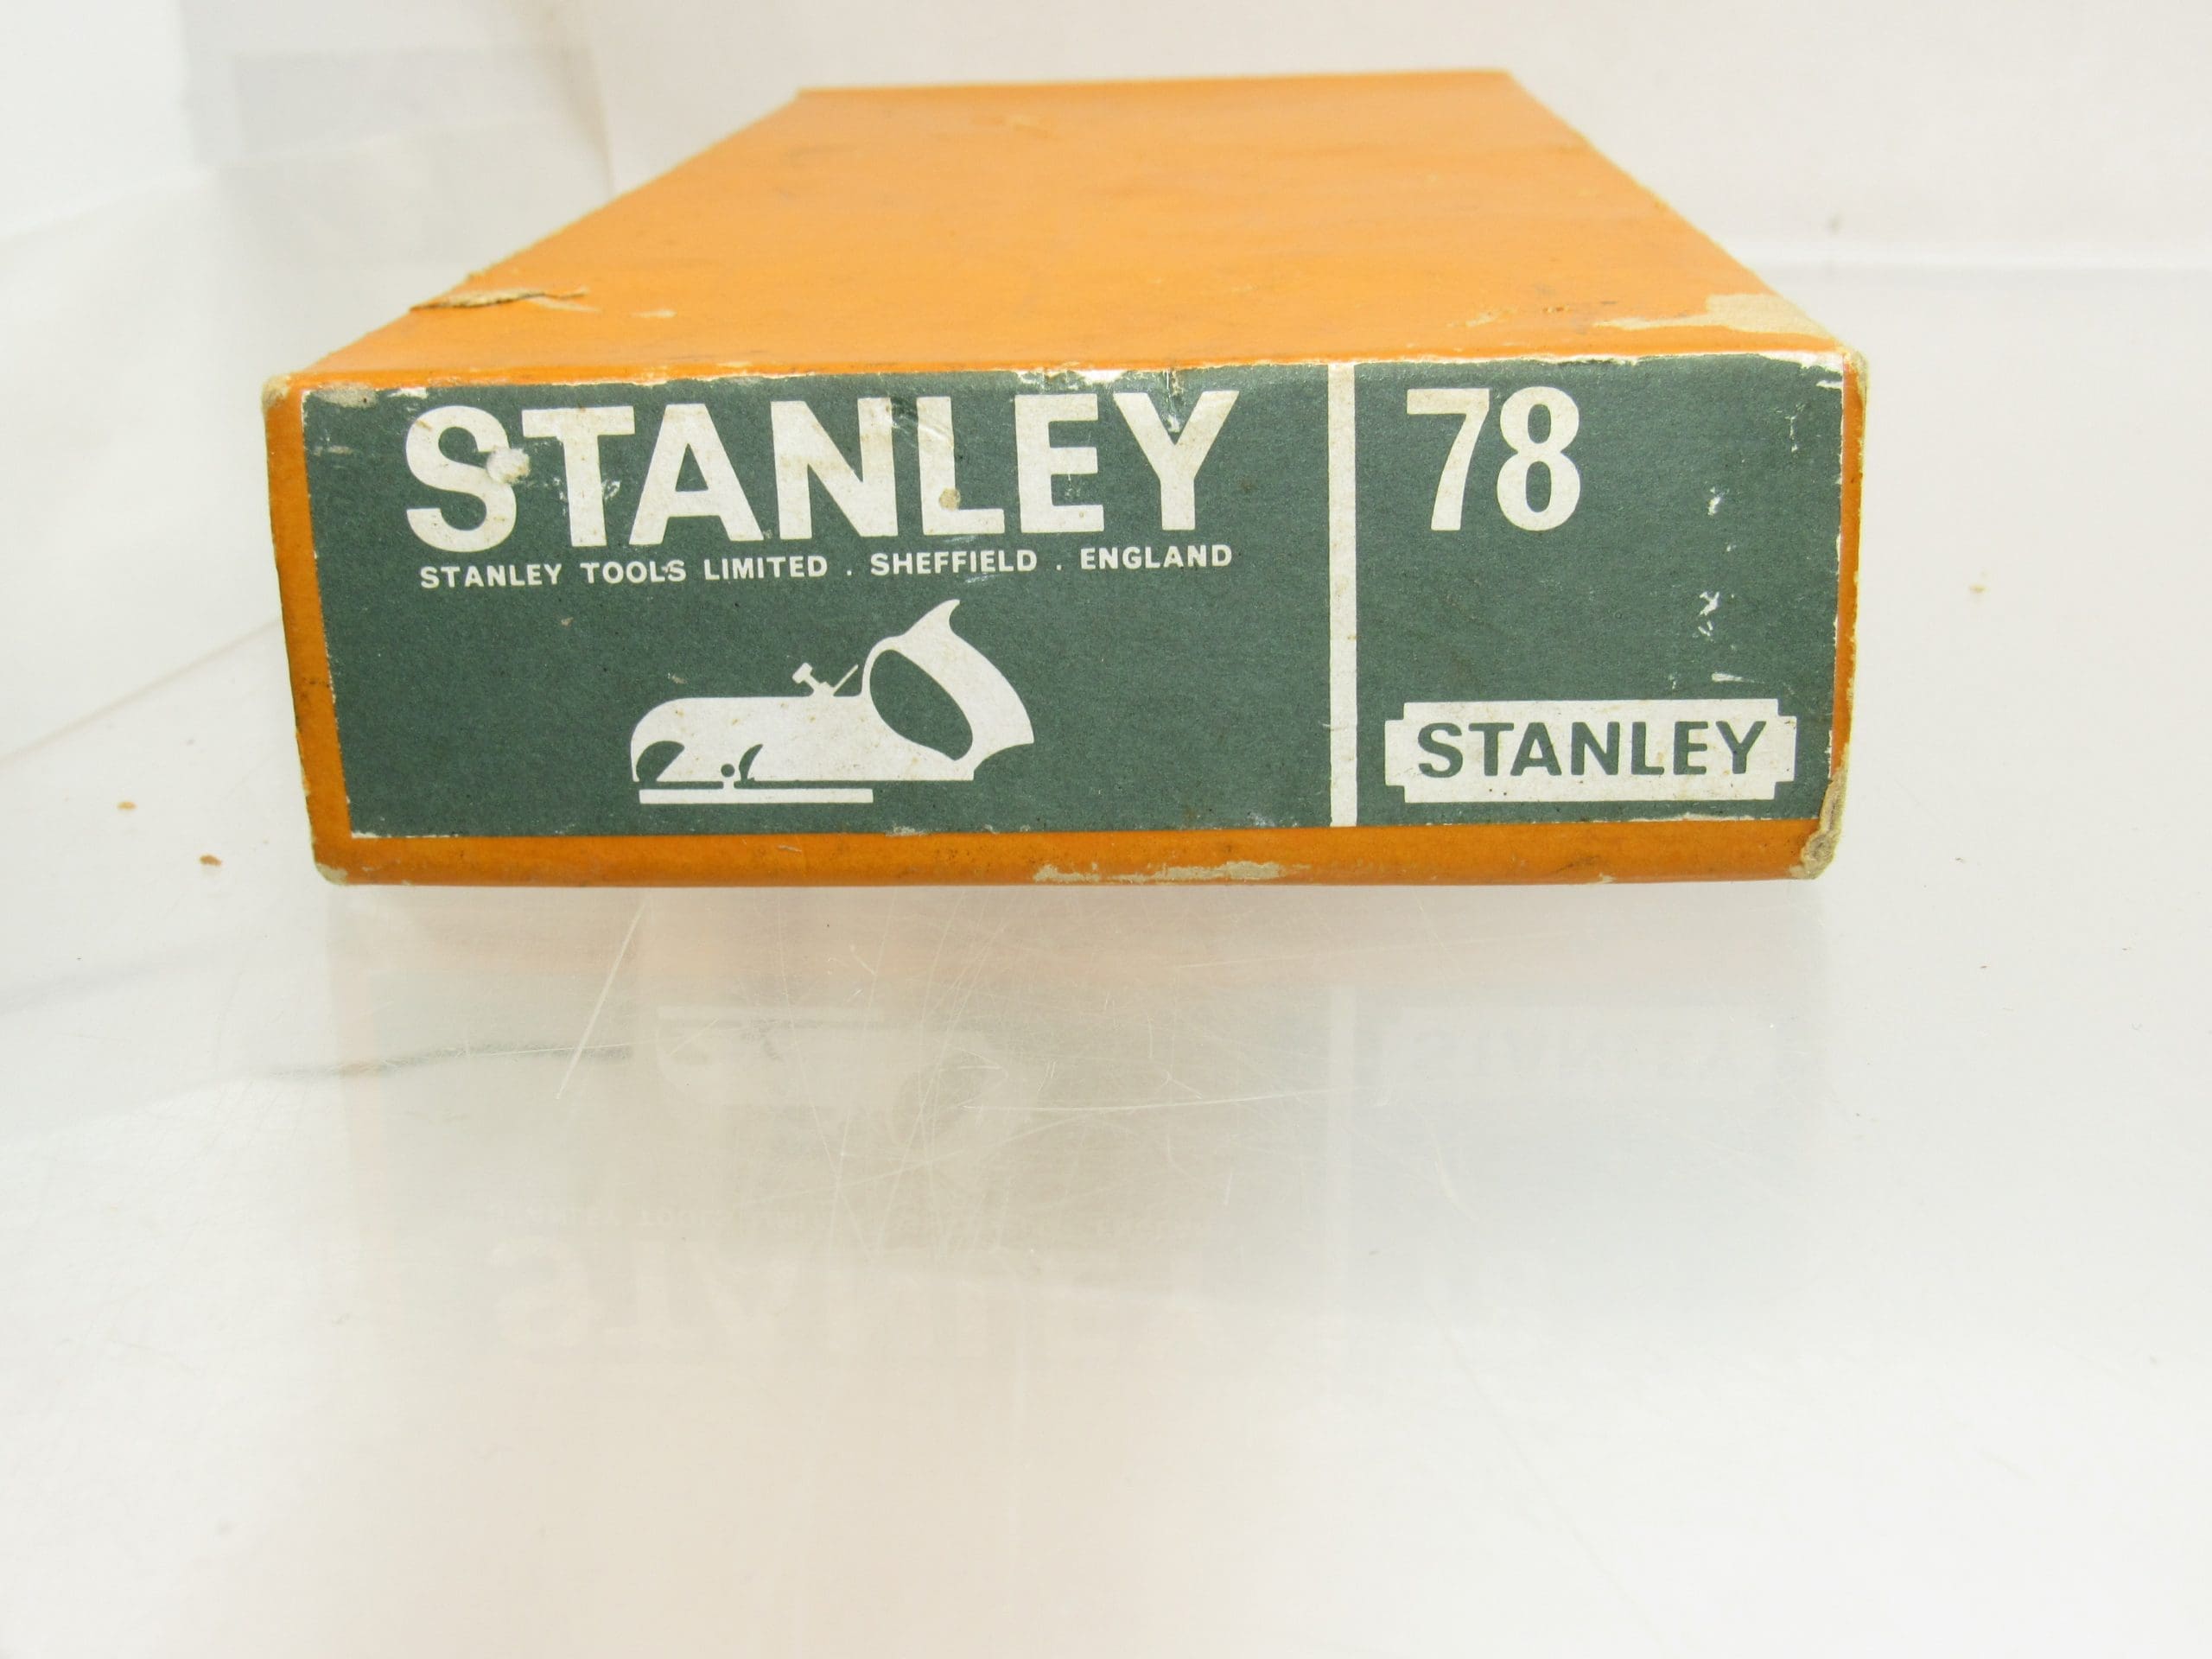 STANLEY
STANLEY TOOLS LIMITED . SHEFFIELD . ENGLAND
78
STANLEY